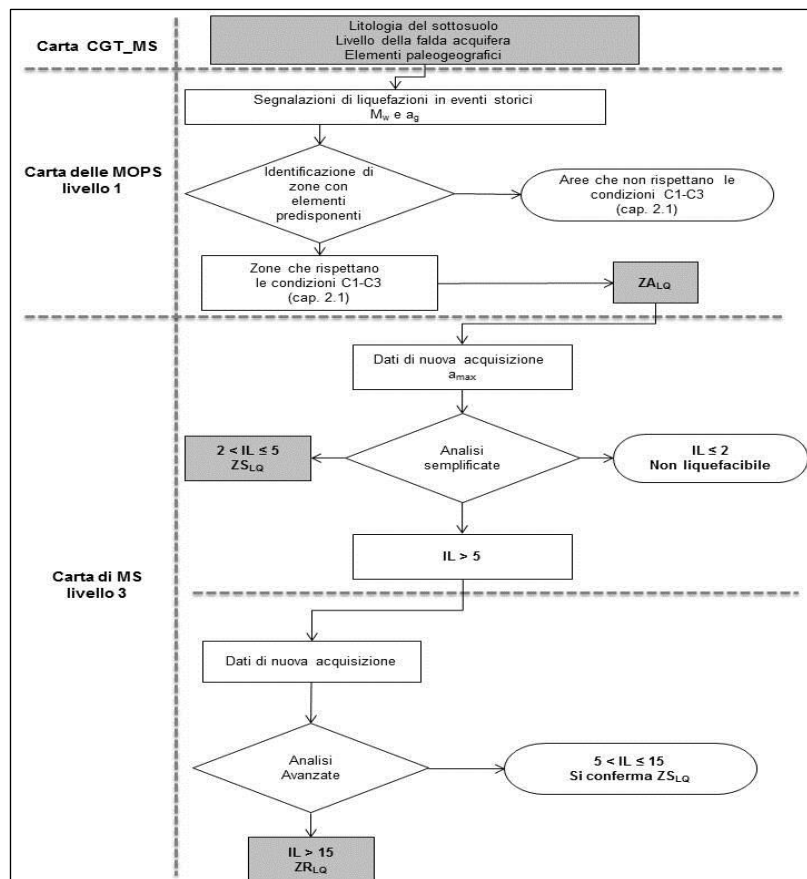 Carta CGT_MS
Litologia del sottosuolo
Livello della falda acquifera
Elementi paleogeografici
Carta delle MOPS
livello 1
Segnalazioni di liquefazioni in eventi storici
Mw e ag
Identificazione di
zone con
elementi
predisponenti
Aree che non rispettano le
condizioni C1-C3
(cap. 2.1)
Zone che rispettano
le condizioni C1-C3
(cap. 2.1)
ZALQ
Carta di MS
livello 3
Dati di nuova acquisizione
amax
2 < IL ≤ 5
ZSLQ
Analisi
semplificate
IL ≤ 2
Non liquefacibile
IL > 5
Dati di nuova acquisizione
Analisi
Avanzate
5 < IL ≤ 15
Si conferma ZSLQ
IL > 15
ZRLQ